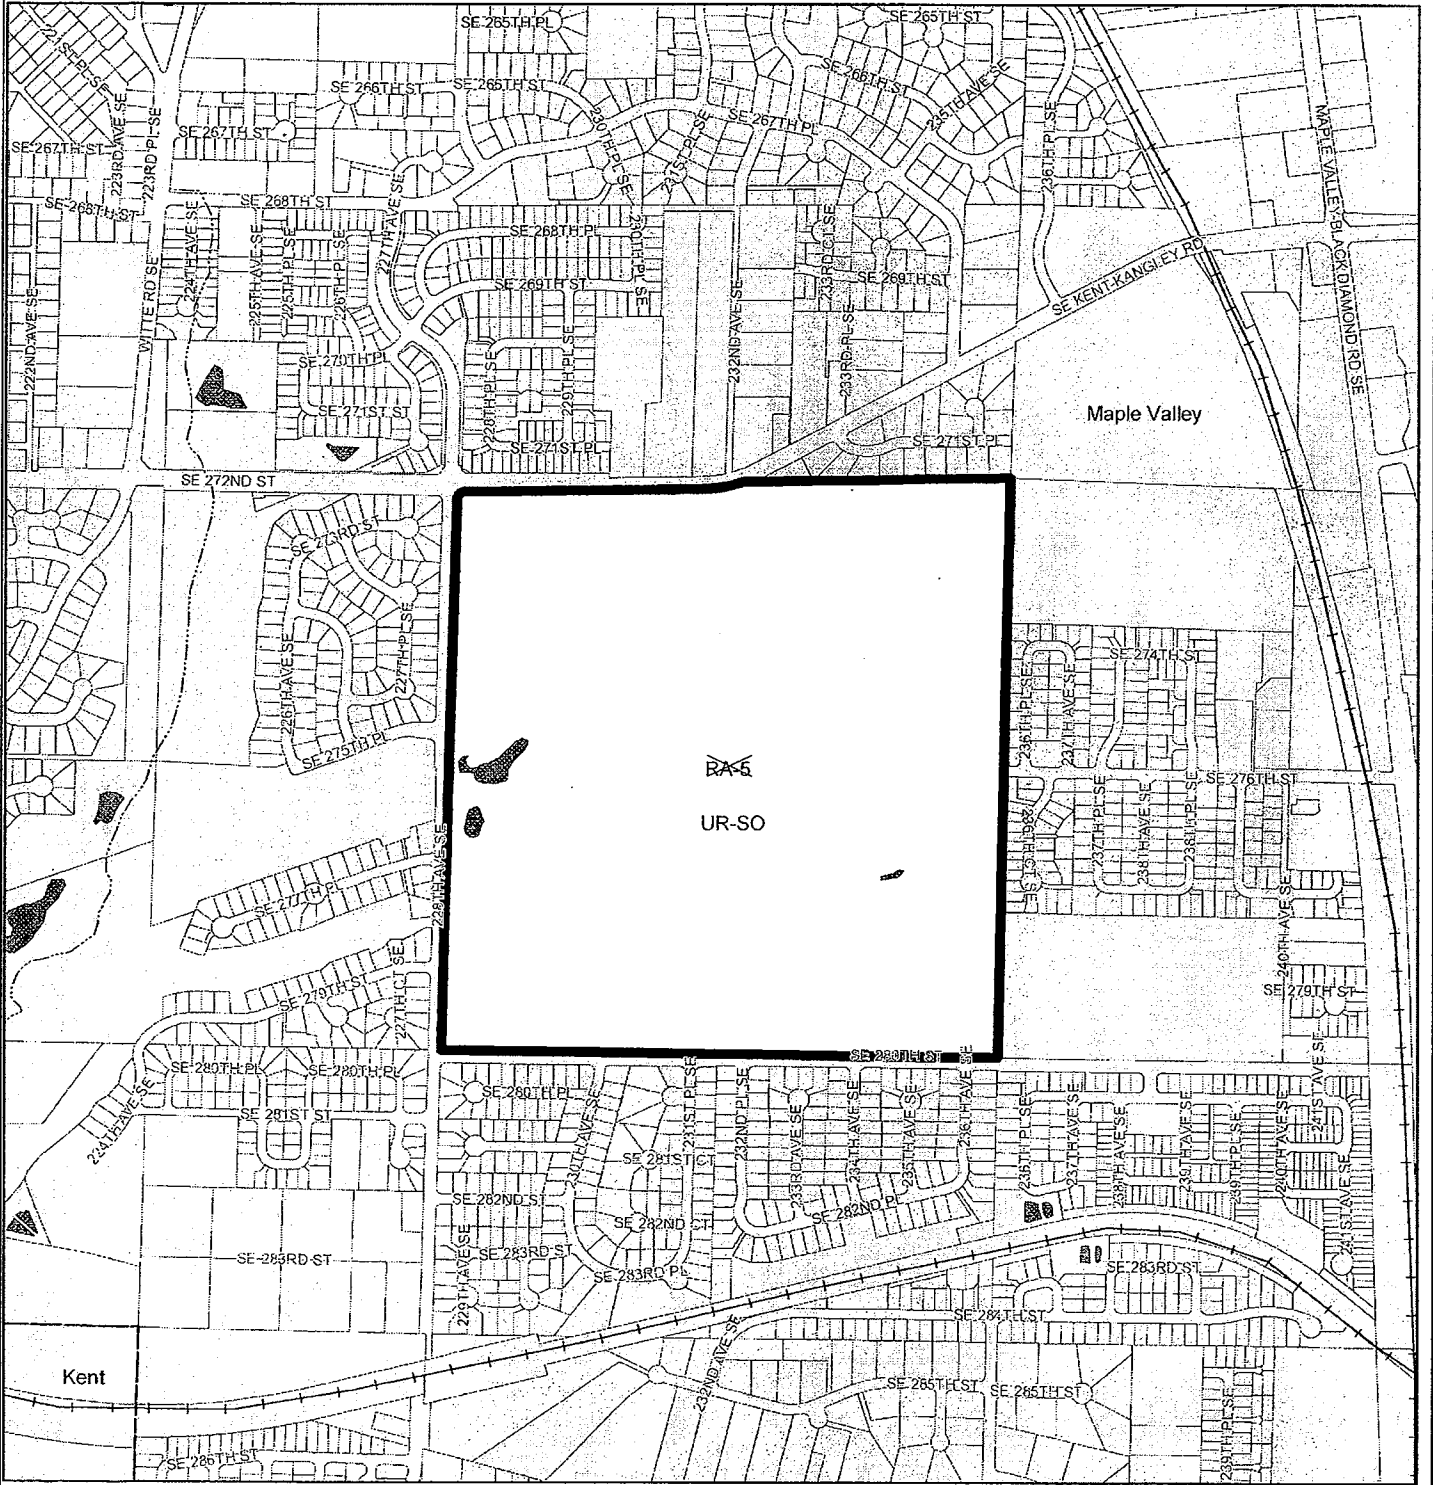 SE 265TH PL
SE 265TH ST
221ST PL SE
SE 266TH ST
SE 265TH ST
SE 266TH ST
235TH AVE SE
223RD AVE SE
223RD PL SE
SE 267TH ST
SE 267TH ST
230TH PL SE
231ST PL SE
SE 267TH PL
236TH PL SE
MAPLE VALLEY-BLACK DIAMOND RD SE
SE 268TH ST
224TH AVE SE
SE 268TH ST
227TH AVE SE
SE 268TH PL
230TH PL SE
233RD CT SE
SE 269TH ST
SE KENT-KANGLEY RD
222ND AVE SE
WITTE RD SE
225TH AVE SE
225TH PL SE
226TH PL SE
SE 269TH ST
232ND AVE SE
233RD PL SE
SE 270TH PL
228TH PL SE
229TH PL SE
SE 271ST ST
SE 271ST PL
SE 271ST PL
Maple Valley
SE 272ND ST
SE 273RD ST
226TH AVE SE
227TH PL SE
SE 275TH PL
SE 274TH ST
236TH PL SE
237TH AVE SE
RA-5
SE 276TH ST
UR-SO
228TH AVE SE
236TH CT SE
237TH PL SE
238TH AVE SE
238TH PL SE
SE 277TH PL
240TH AVE SE
227TH CT SE
SE 279TH ST
SE 279TH ST
SE 280TH ST
SE 280TH PL
SE 280TH PL
SE 280TH PL
224TH AVE SE
SE 281ST ST
230TH AVE SE
231ST PL SE
232ND PL SE
233RD AVE SE
234TH AVE SE
235TH AVE SE
236TH AVE SE
236TH PL SE
237TH AVE SE
238TH AVE SE
239TH AVE SE
239TH PL SE
240TH AVE SE
241ST AVE SE
241ST AVE SE
SE 281ST CT
SE 282ND ST
SE 282ND CT
SE 282ND PL
SE 283RD ST
229TH AVE SE
SE 283RD ST
SE 283RD PL
SE 283RD ST
SE 284TH ST
232ND AVE SE
Kent
SE 285TH ST
SE 285TH ST
239TH PL SE
SE 286TH ST